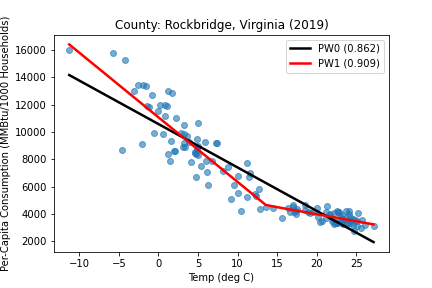 County: Rockbridge, Virginia (2019)
PW0 (0.862)
PW1 (0.909)
Per-Capita Consumption (MMBtu/1000 Households)
16000
14000
12000
10000
8000
6000
4000
2000
−10 −5 0 5 10 15 20 25
Temp (deg C)